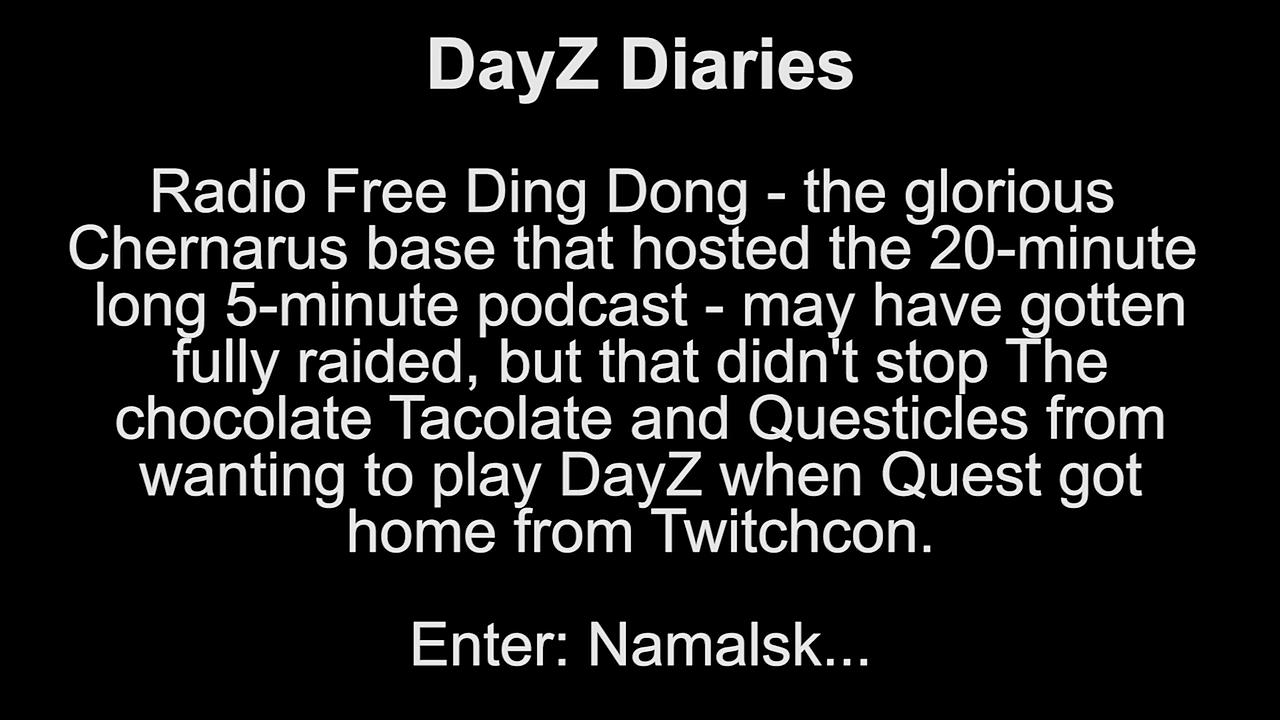 DayZ Diaries
Radio Free Ding Dong - the glorious
Chernarus base that hosted the 20-minute
long 5-minute podcast - may have gotten
fully raided, but that didn't stop The
chocolate Tacolate and Questicles from
wanting to play DayZ when Quest got
home from Twitchcon.
Enter: Namalsk...